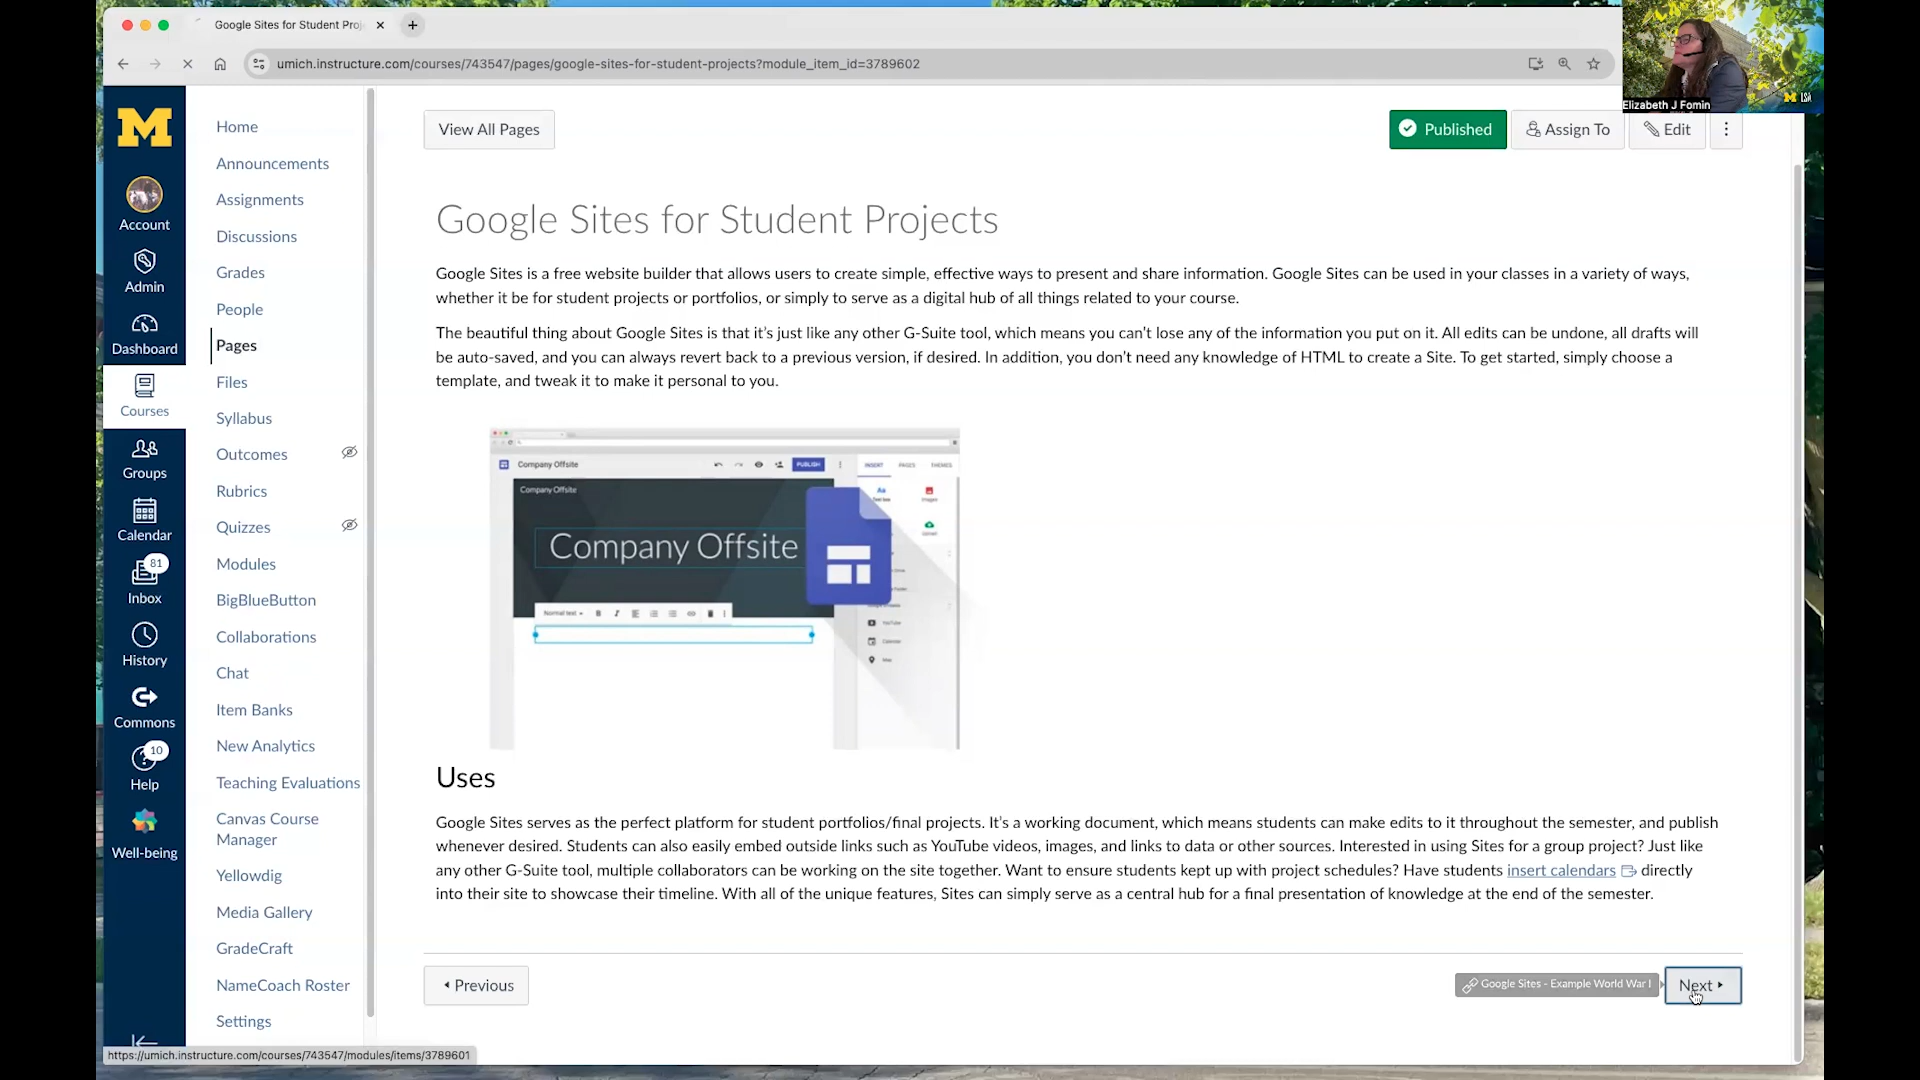 Google Sites for Student Proj
umich.instructure.com/courses/743547/pages/google-sites-for-student-projects?module_item_id=3789602
Elizabeth J Fomin
LSA
M
Account
Admin
Dashboard
Courses
Groups
Calendar
81
Inbox
History
Commons
10
Help
Well-being
Home
Announcements
Assignments
Discussions
Grades
People
Pages
Files
Syllabus
Outcomes
Rubrics
Quizzes
Modules
BigBlueButton
Collaborations
Chat
Item Banks
New Analytics
Teaching Evaluations
Canvas Course
Manager
Yellowdig
Media Gallery
GradeCraft
NameCoach Roster
Settings
View All Pages
Published
Assign To
Edit
Google Sites for Student Projects
Google Sites is a free website builder that allows users to create simple, effective ways to present and share information. Google Sites can be used in your classes in a variety of ways,
whether it be for student projects or portfolios, or simply to serve as a digital hub of all things related to your course.
The beautiful thing about Google Sites is that it's just like any other G-Suite tool, which means you can't lose any of the information you put on it. All edits can be undone, all drafts will
be auto-saved, and you can always revert back to a previous version, if desired. In addition, you don't need any knowledge of HTML to create a Site. To get started, simply choose a
template, and tweak it to make it personal to you.
Company Offsite
PUBLISH
INSERT PAGES THEMES
Company Offsite
Text box
Images
Company Offsite
Normal text
YouTube
Calendar
Map
Uses
Google Sites serves as the perfect platform for student portfolios/final projects. It's a working document, which means students can make edits to it throughout the semester, and publish
whenever desired. Students can also easily embed outside links such as YouTube videos, images, and links to data or other sources. Interested in using Sites for a group project? Just like
any other G-Suite tool, multiple collaborators can be working on the site together. Want to ensure students kept up with project schedules? Have students insert calendars directly
into their site to showcase their timeline. With all of the unique features, Sites can simply serve as a central hub for a final presentation of knowledge at the end of the semester.
Previous
Google Sites - Example World War I
Next
https://umich.instructure.com/courses/743547/modules/items/3789601